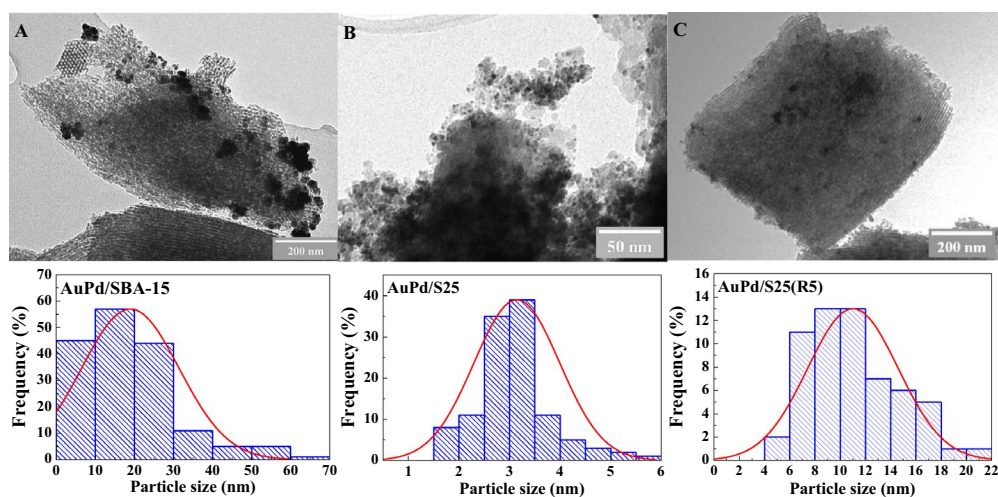 A
B
C
200 nm
50 nm
200 nm
AuPd/SBA-15
Frequency (%)
70
60
50
40
30
20
10
0
0 10 20 30 40 50 60 70
Particle size (nm)
AuPd/S25
Frequency (%)
40
30
20
10
0
1 2 3 4 5 6
Particle size (nm)
AuPd/S25(R5)
Frequency (%)
16
14
12
10
8
6
4
2
0
0 2 4 6 8 10 12 14 16 18 20 22
Particle size (nm)